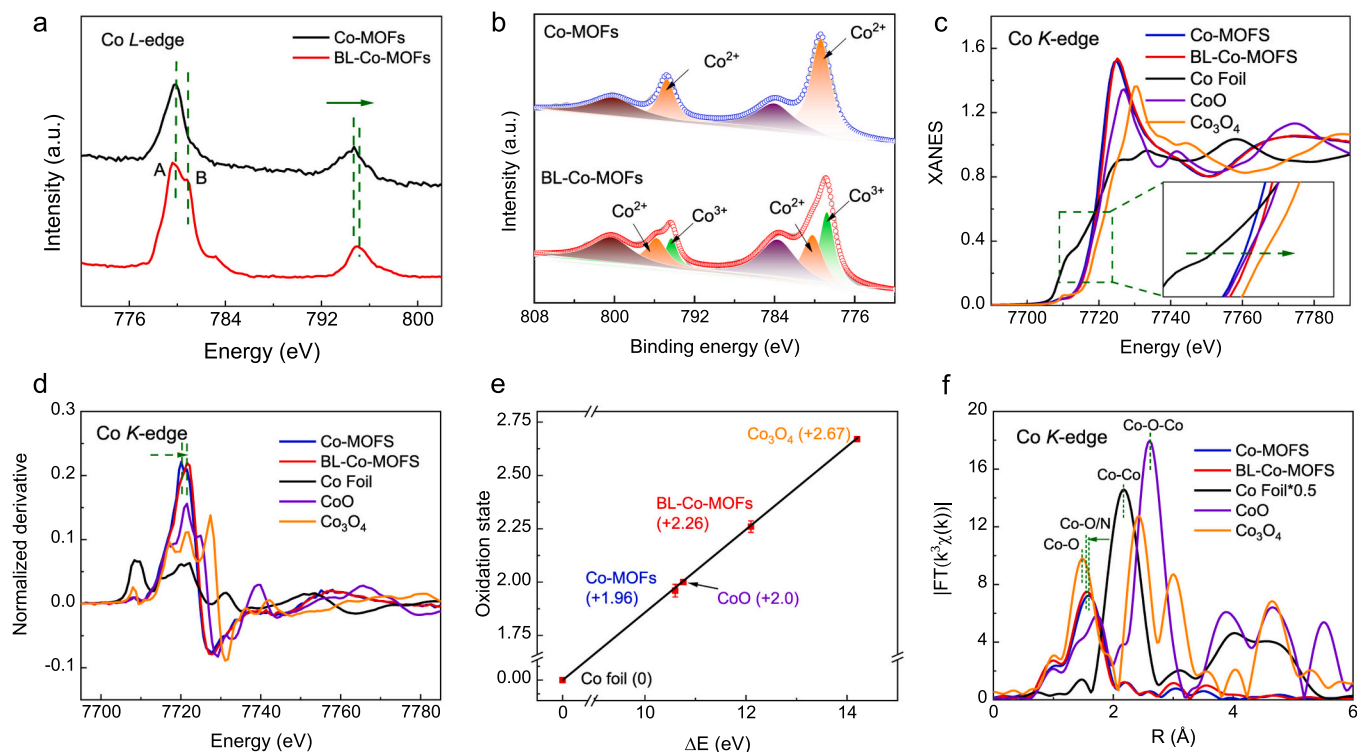 a
Co L-edge
Co-MOFs
BL-Co-MOFs
A
B
Intensity (a.u.)
776
784
792
800
Energy (eV)
b
Co-MOFs
Co2+
Co2+
BL-Co-MOFs
Co2+
Co3+
Co2+
Co3+
Intensity (a.u.)
808
800
792
784
776
Binding energy (eV)
c
Co K-edge
Co-MOFS
BL-Co-MOFS
Co Foil
CoO
Co3O4
XANES
1.6
1.2
0.8
0.4
0.0
7700
7720
7740
7760
7780
Energy (eV)
d
Co K-edge
Co-MOFS
BL-Co-MOFS
Co Foil
CoO
Co3O4
Normalized derivative
0.3
0.2
0.1
0.0
-0.1
7700
7720
7740
7760
7780
Energy (eV)
e
Co3O4 (+2.67)
BL-Co-MOFs
(+2.26)
Co-MOFs
(+1.96)
CoO (+2.0)
Co foil (0)
Oxidation state
2.75
2.50
2.25
2.00
1.75
0.00
0
10
12
14
ΔE (eV)
f
Co K-edge
Co-O-Co
Co-Co
Co-O/N
Co-O
Co-MOFS
BL-Co-MOFS
Co Foil*0.5
CoO
Co3O4
|FT(k3χ(k))|
20
16
12
8
4
0
0
2
4
6
R (Å)